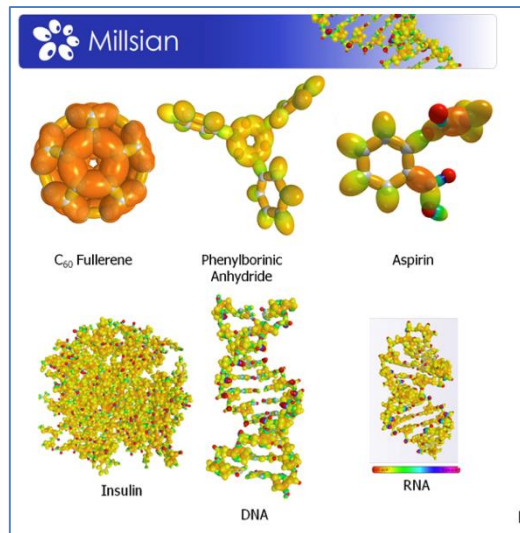 Millsian
C₆₀ Fullerene
Phenylborinic
Anhydride
Aspirin
Insulin
DNA
RNA